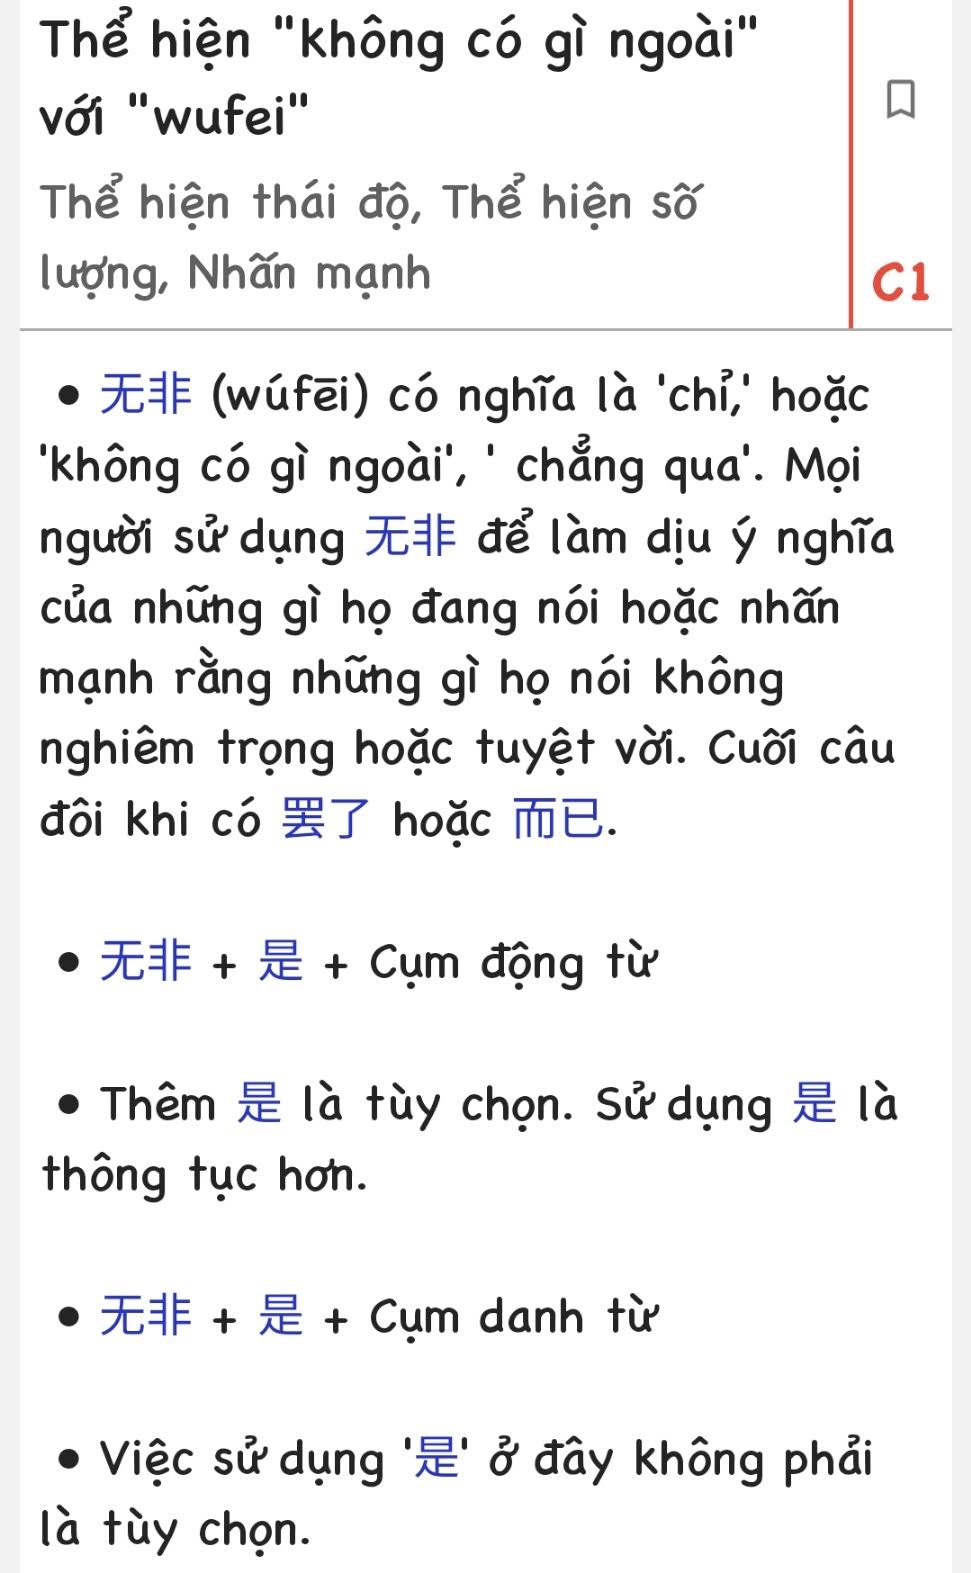 Thể hiện "không có gì ngoài"
với "wufei"
Thể hiện thái độ, Thể hiện số
lượng, Nhấn mạnh
C1
• 无非 (wúfēi) có nghĩa là 'chỉ,' hoặc
'không có gì ngoài', ' chẳng qua'. Mọi
người sử dụng 无非 để làm dịu ý nghĩa
của những gì họ đang nói hoặc nhấn
mạnh rằng những gì họ nói không
nghiêm trọng hoặc tuyệt vời. Cuối câu
đôi khi có 罢了 hoặc 而已.
• 无非 + 是 + Cụm động từ
• Thêm 是 là tùy chọn. Sử dụng 是 là
thông tục hơn.
• 无非 + 是 + Cụm danh từ
• Việc sử dụng '是' ở đây không phải
là tùy chọn.